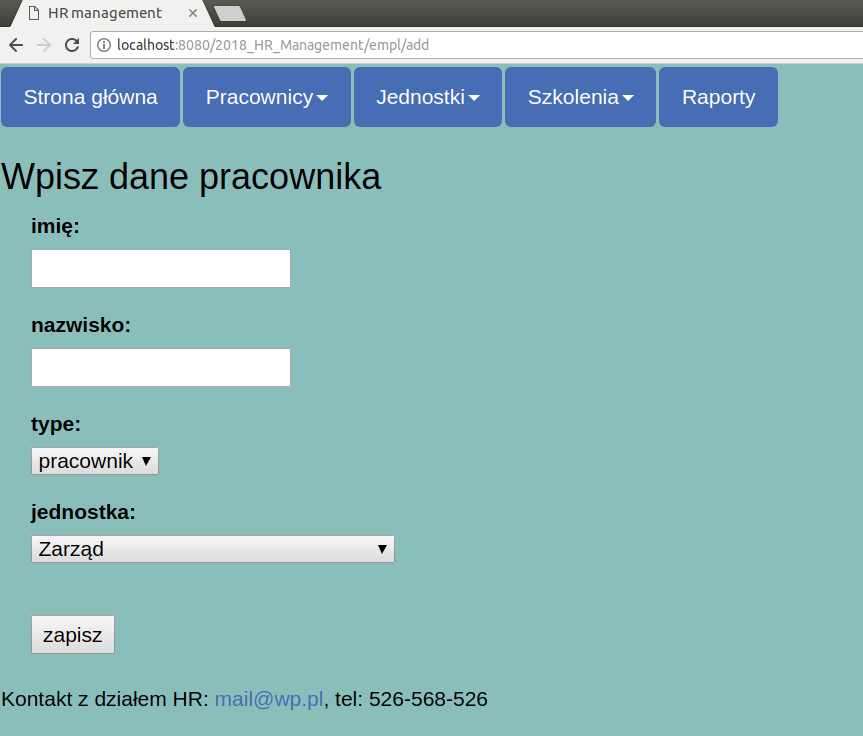 HR management
localhost:8080/2018_HR_Management/empl/add
Strona główna Pracownicy Jednostki Szkolenia Raporty
Wpisz dane pracownika
imię:
nazwisko:
type:
pracownik
jednostka:
Zarząd
zapisz
Kontakt z działem HR: mail@wp.pl, tel: 526-568-526